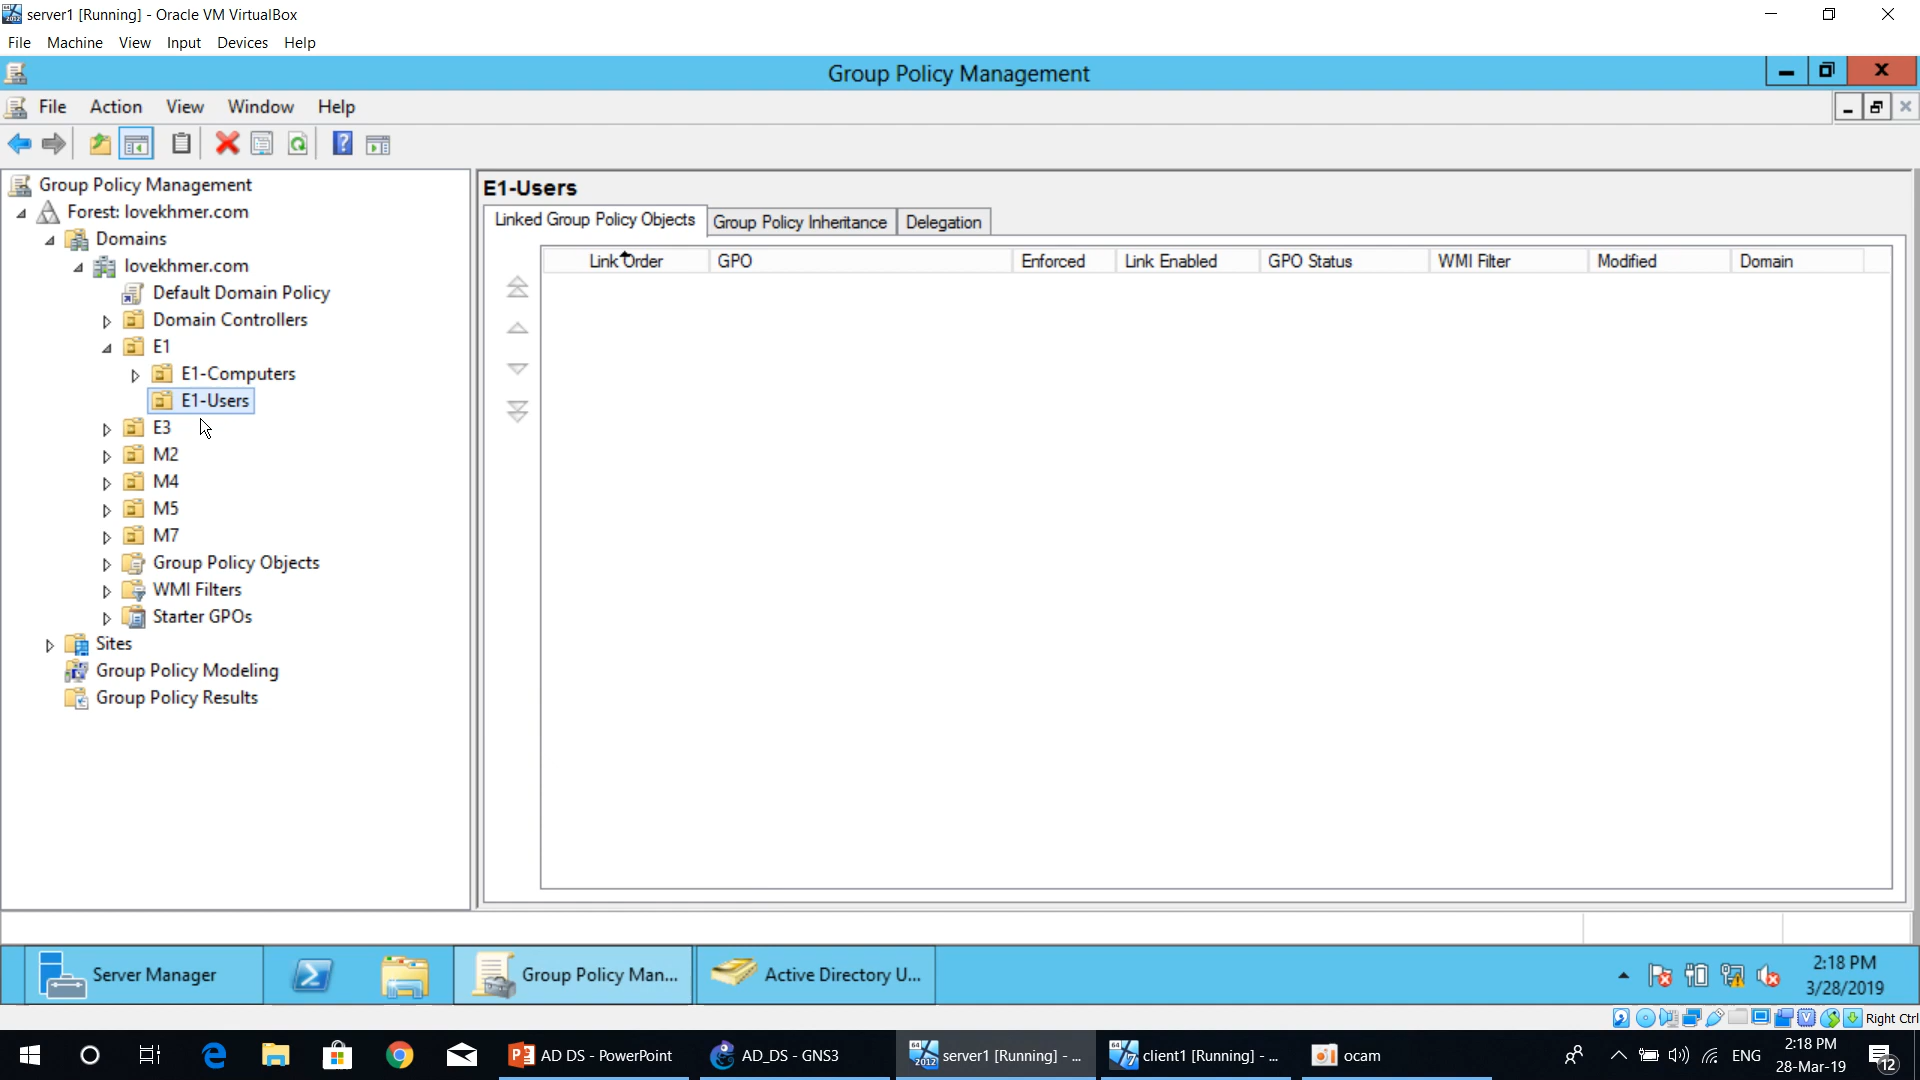 server1 [Running] - Oracle VM VirtualBox
File Machine View Input Devices Help
Group Policy Management
File Action View Window Help
Group Policy Management
Forest: lovekhmer.com
Domains
lovekhmer.com
Default Domain Policy
Domain Controllers
E1
E1-Computers
E1-Users
E3
M2
M4
M5
M7
Group Policy Objects
WMI Filters
Starter GPOs
Sites
Group Policy Modeling
Group Policy Results
E1-Users
Linked Group Policy Objects Group Policy Inheritance Delegation
Link Order GPO Enforced Link Enabled GPO Status WMI Filter Modified Domain
Server Manager Group Policy Man... Active Directory U...
2:18 PM
3/28/2019
Right Ctrl
AD DS - PowerPoint AD_DS - GNS3 server1 [Running] - ... client1 [Running] - ... ocam
ENG
2:18 PM
28-Mar-19
12